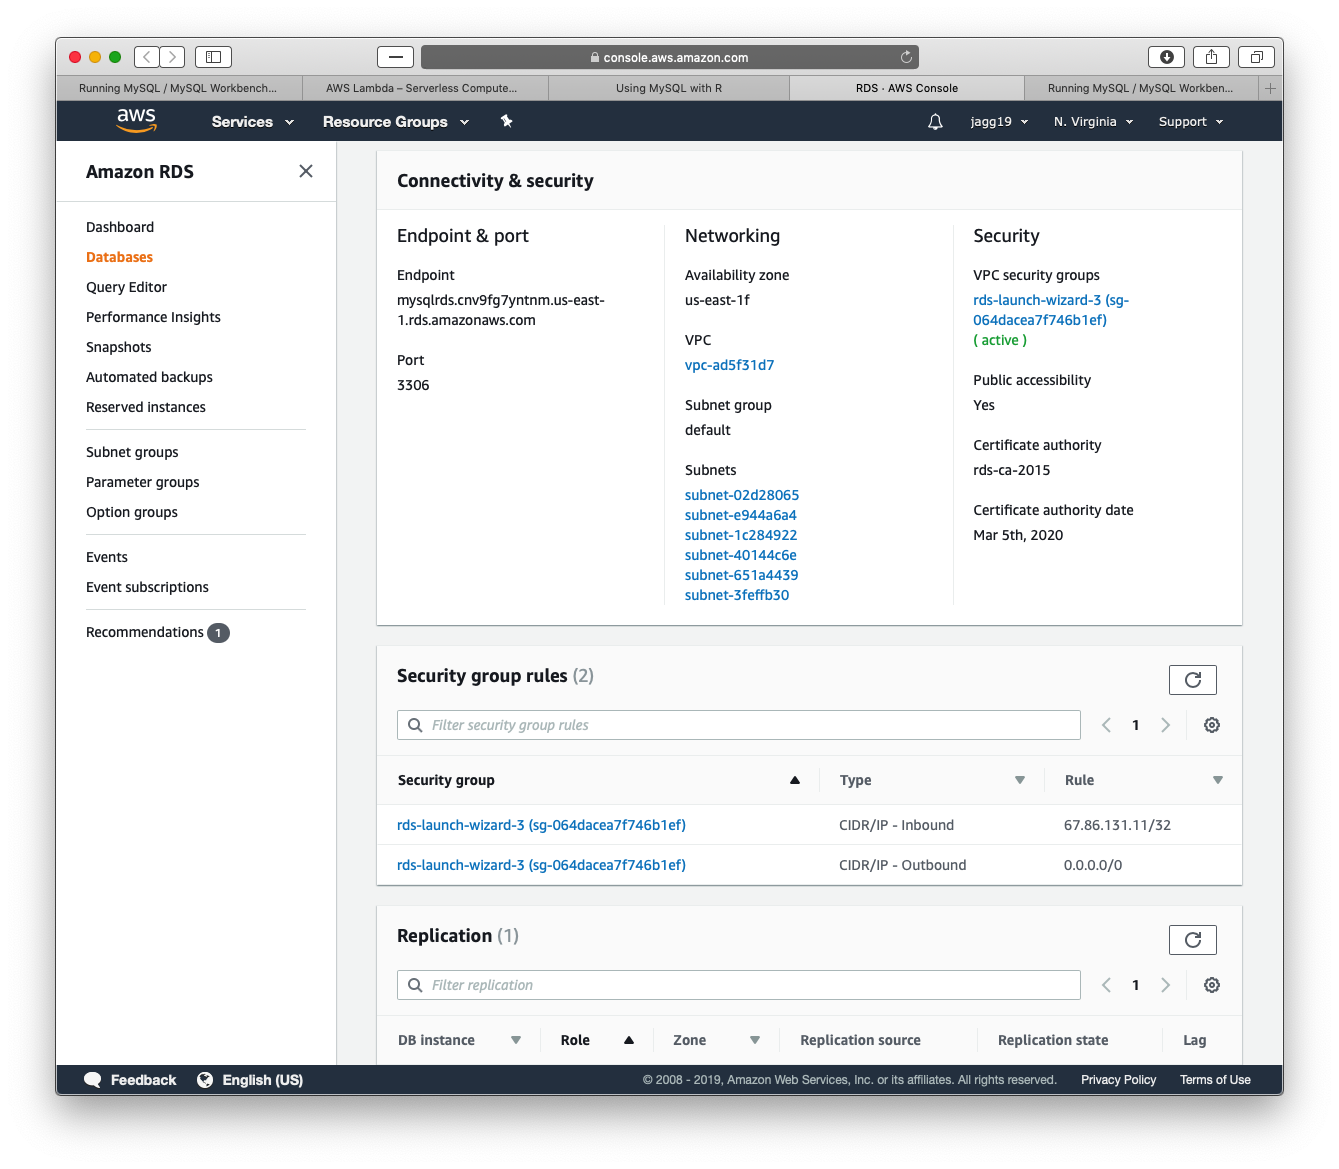 console.aws.amazon.com
Running MySQL / MySQL Workbench...
AWS Lambda – Serverless Compute...
Using MySQL with R
RDS · AWS Console
Running MySQL / MySQL Workben...
aws
Services
Resource Groups
jagg19
N. Virginia
Support
Amazon RDS
Dashboard
Databases
Query Editor
Performance Insights
Snapshots
Automated backups
Reserved instances
Subnet groups
Parameter groups
Option groups
Events
Event subscriptions
Recommendations 1
Connectivity & security
Endpoint & port
Endpoint
mysqlrds.cnv9fg7yntnm.us-east-
1.rds.amazonaws.com
Port
3306
Networking
Availability zone
us-east-1f
VPC
vpc-ad5f31d7
Subnet group
default
Subnets
subnet-02d28065
subnet-e944a6a4
subnet-1c284922
subnet-40144c6e
subnet-651a4439
subnet-3feffb30
Security
VPC security groups
rds-launch-wizard-3 (sg-
064dacea7f746b1ef)
( active )
Public accessibility
Yes
Certificate authority
rds-ca-2015
Certificate authority date
Mar 5th, 2020
Security group rules (2)
Filter security group rules
1
Security group
Type
Rule
rds-launch-wizard-3 (sg-064dacea7f746b1ef)
CIDR/IP - Inbound
67.86.131.11/32
rds-launch-wizard-3 (sg-064dacea7f746b1ef)
CIDR/IP - Outbound
0.0.0.0/0
Replication (1)
Filter replication
1
DB instance
Role
Zone
Replication source
Replication state
Lag
Feedback
English (US)
© 2008 - 2019, Amazon Web Services, Inc. or its affiliates. All rights reserved.
Privacy Policy
Terms of Use